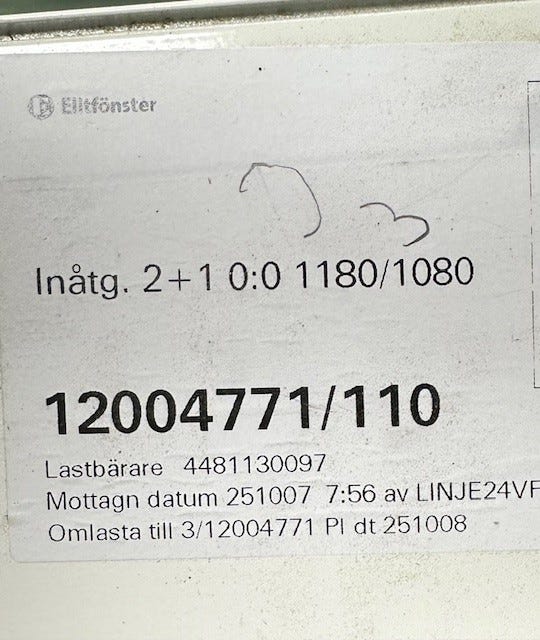 Elitfönster
Inåtg. 2+1 0:0 1180/1080
12004771/110
Lastbärare 4481130097
Mottagn datum 251007 7:56 av LINJE24VF
Omlasta till 3/12004771 Pl dt 251008